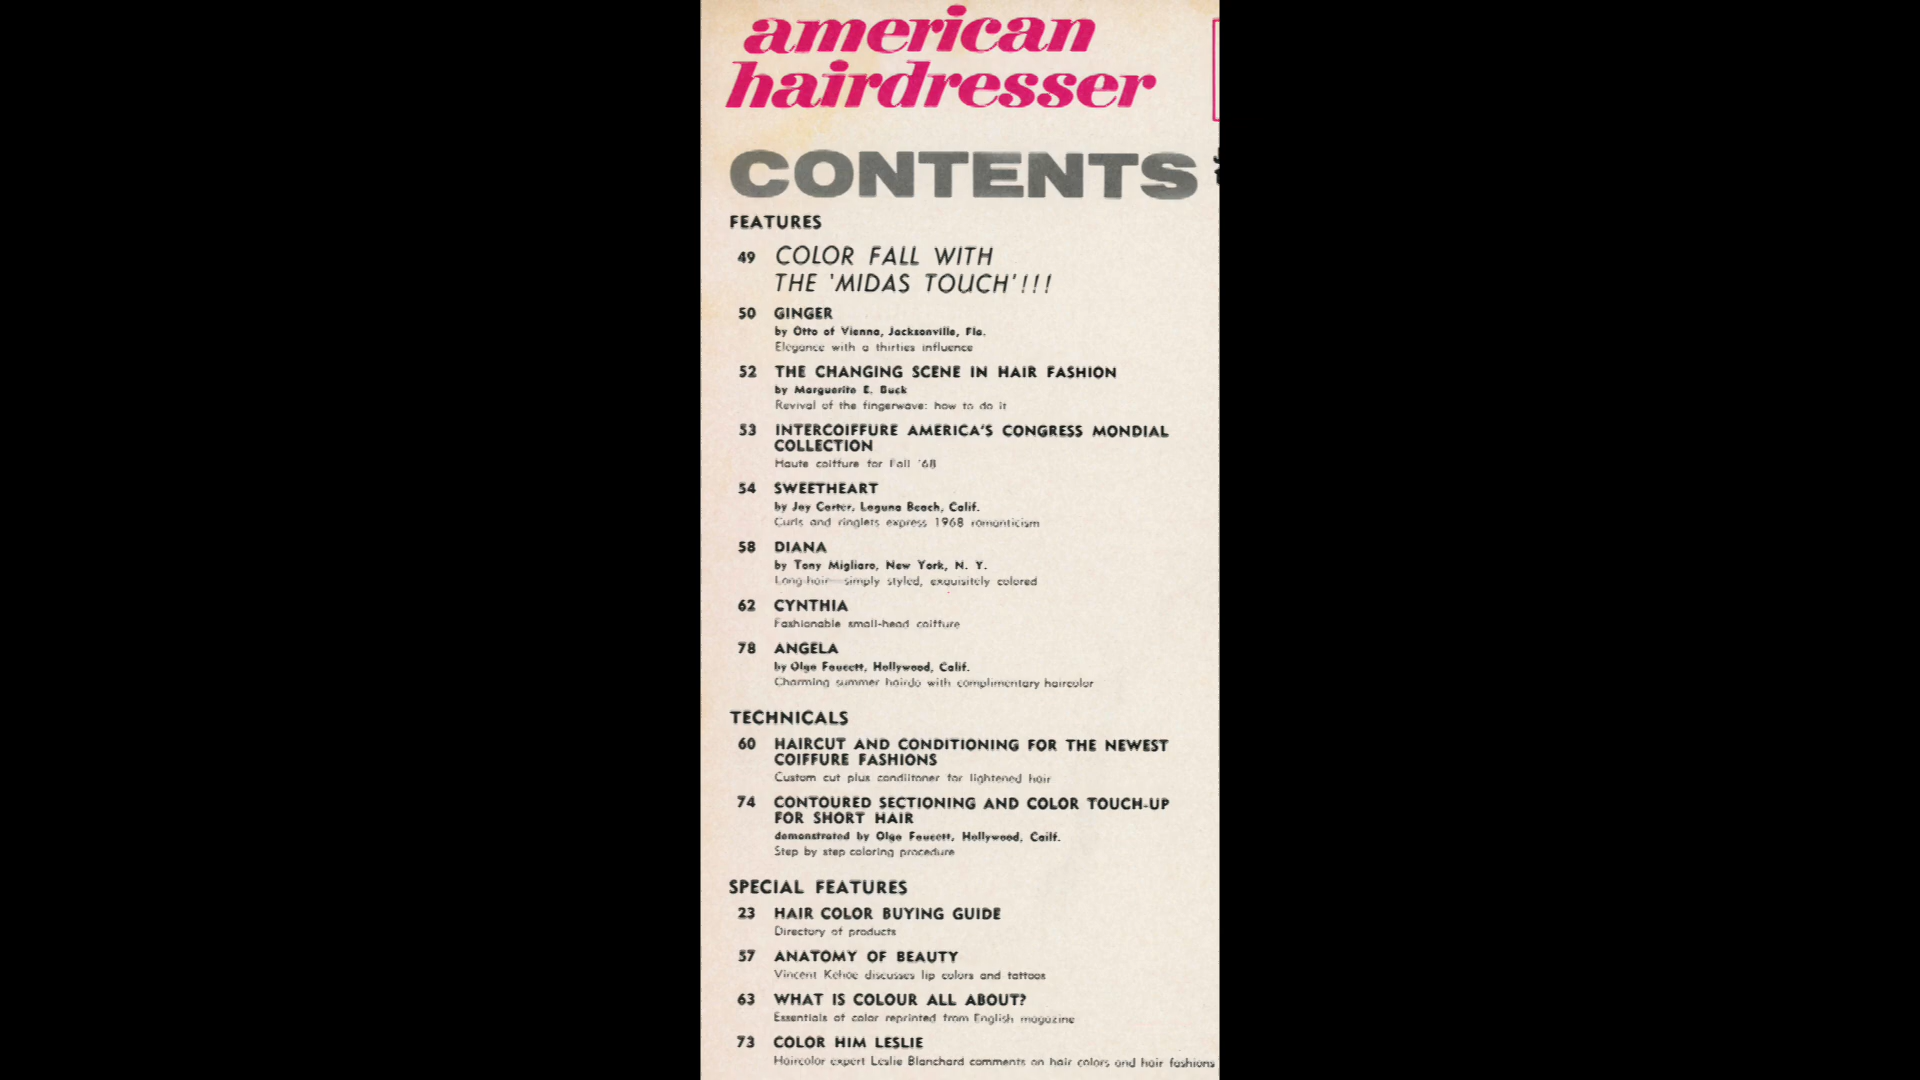 american
hairdresser
CONTENTS
FEATURES
49 COLOR FALL WITH
THE 'MIDAS TOUCH'!!!
50 GINGER
by Otto of Vienna, Jacksonville, Fla.
Elegance with a thirties influence
52 THE CHANGING SCENE IN HAIR FASHION
by Marguerite E. Buck
Revival of the fingerwave: how to do it
53 INTERCOIFFURE AMERICA'S CONGRESS MONDIAL
COLLECTION
Haute coiffure for Fall '68
54 SWEETHEART
by Jay Carter, Laguna Beach, Calif.
Curls and ringlets express 1968 romanticism
58 DIANA
by Tony Migliaro, New York, N. Y.
Long-hair—simply styled, exquisitely colored
62 CYNTHIA
Fashionable small-head coiffure
78 ANGELA
by Olga Faucett, Hollywood, Calif.
Charming summer hairdo with complimentary haircolor
TECHNICALS
60 HAIRCUT AND CONDITIONING FOR THE NEWEST
COIFFURE FASHIONS
Custom cut plus conditoner for lightened hair
74 CONTOURED SECTIONING AND COLOR TOUCH-UP
FOR SHORT HAIR
demonstrated by Olga Faucett, Hollywood, Cailf.
Step by step coloring procedure
SPECIAL FEATURES
23 HAIR COLOR BUYING GUIDE
Directory of products
57 ANATOMY OF BEAUTY
Vincent Kehoe discusses lip colors and tattoos
63 WHAT IS COLOUR ALL ABOUT?
Essentials of color reprinted from English magazine
73 COLOR HIM LESLIE
Haircolor expert Leslie Blanchard comments on hair colors and hair fashions